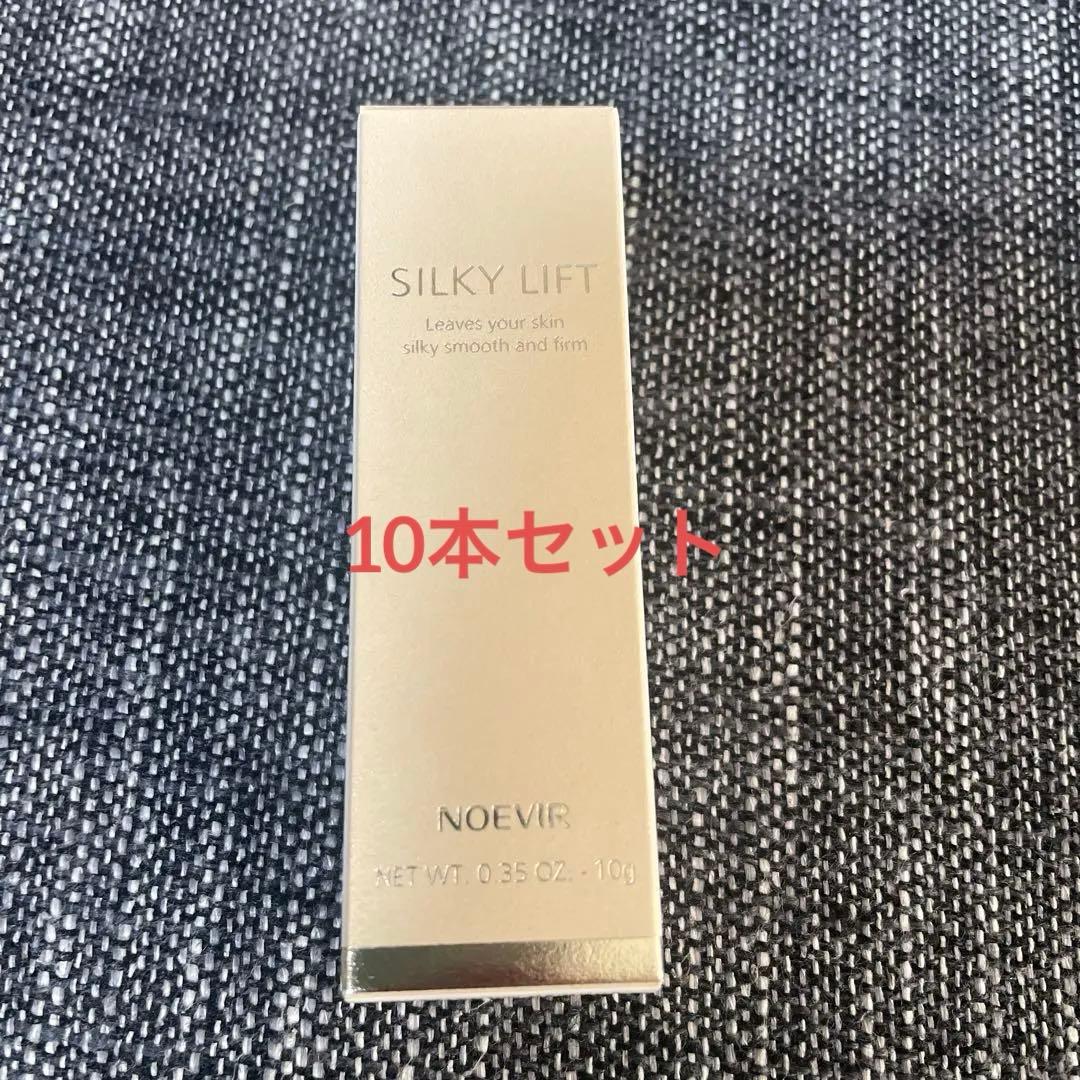 SILKY LIFT
Leaves your skin
silky smooth and firm
10本セット
NOEVIR
NET WT. 0.35 OZ. - 10g